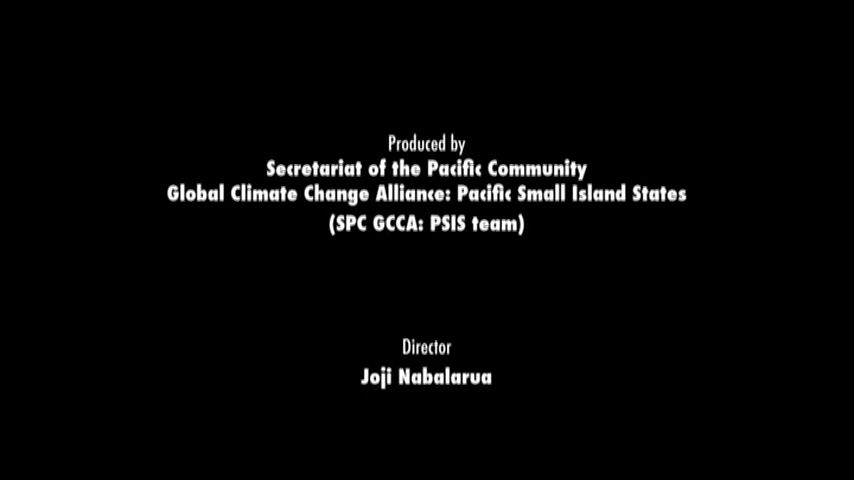 Produced by
Secretariat of the Pacific Community
Global Climate Change Alliance: Pacific Small Island States
(SPC GCCA: PSIS team)
Director
Joji Nabalarua